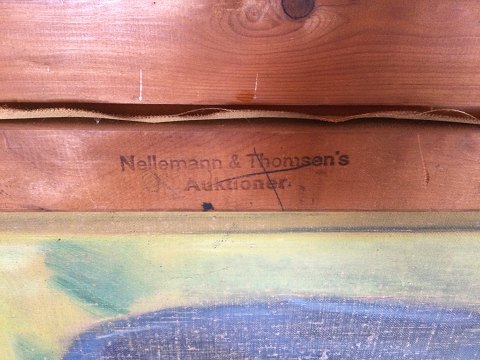 Nellemann & Thomsen's
Auktioner.